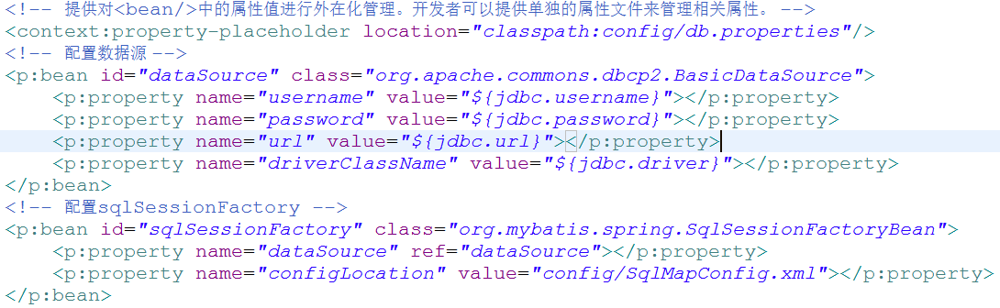 <!-- 提供对<bean/>中的属性值进行外在化管理。开发者可以提供单独的属性文件来管理相关属性。 -->
<context:property-placeholder location="classpath:config/db.properties"/>
<!-- 配置数据源 -->
<p:bean id="dataSource" class="org.apache.commons.dbcp2.BasicDataSource">
    <p:property name="username" value="${jdbc.username}"></p:property>
    <p:property name="password" value="${jdbc.password}"></p:property>
    <p:property name="url" value="${jdbc.url}"></p:property>
    <p:property name="driverClassName" value="${jdbc.driver}"></p:property>
</p:bean>
<!-- 配置sqlSessionFactory -->
<p:bean id="sqlSessionFactory" class="org.mybatis.spring.SqlSessionFactoryBean">
    <p:property name="dataSource" ref="dataSource"></p:property>
    <p:property name="configLocation" value="config/SqlMapConfig.xml"></p:property>
</p:bean>